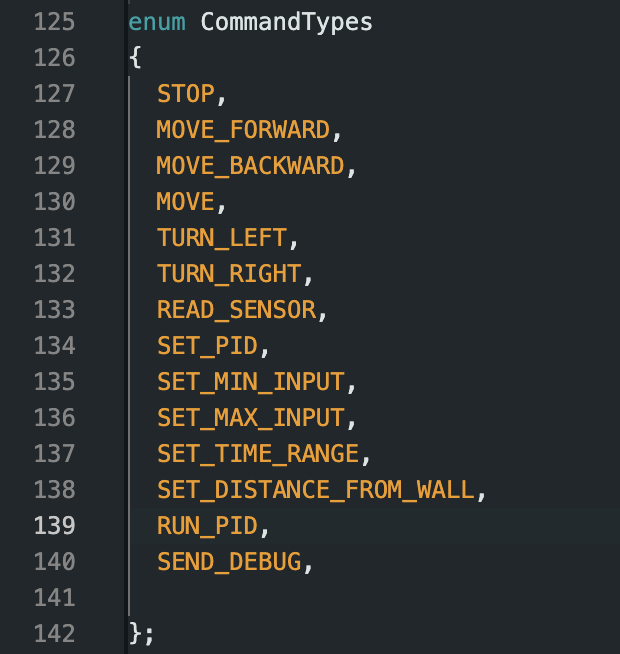 125 enum CommandTypes
126 {
127 STOP,
128 MOVE_FORWARD,
129 MOVE_BACKWARD,
130 MOVE,
131 TURN_LEFT,
132 TURN_RIGHT,
133 READ_SENSOR,
134 SET_PID,
135 SET_MIN_INPUT,
136 SET_MAX_INPUT,
137 SET_TIME_RANGE,
138 SET_DISTANCE_FROM_WALL,
139 RUN_PID,
140 SEND_DEBUG,
141
142 };